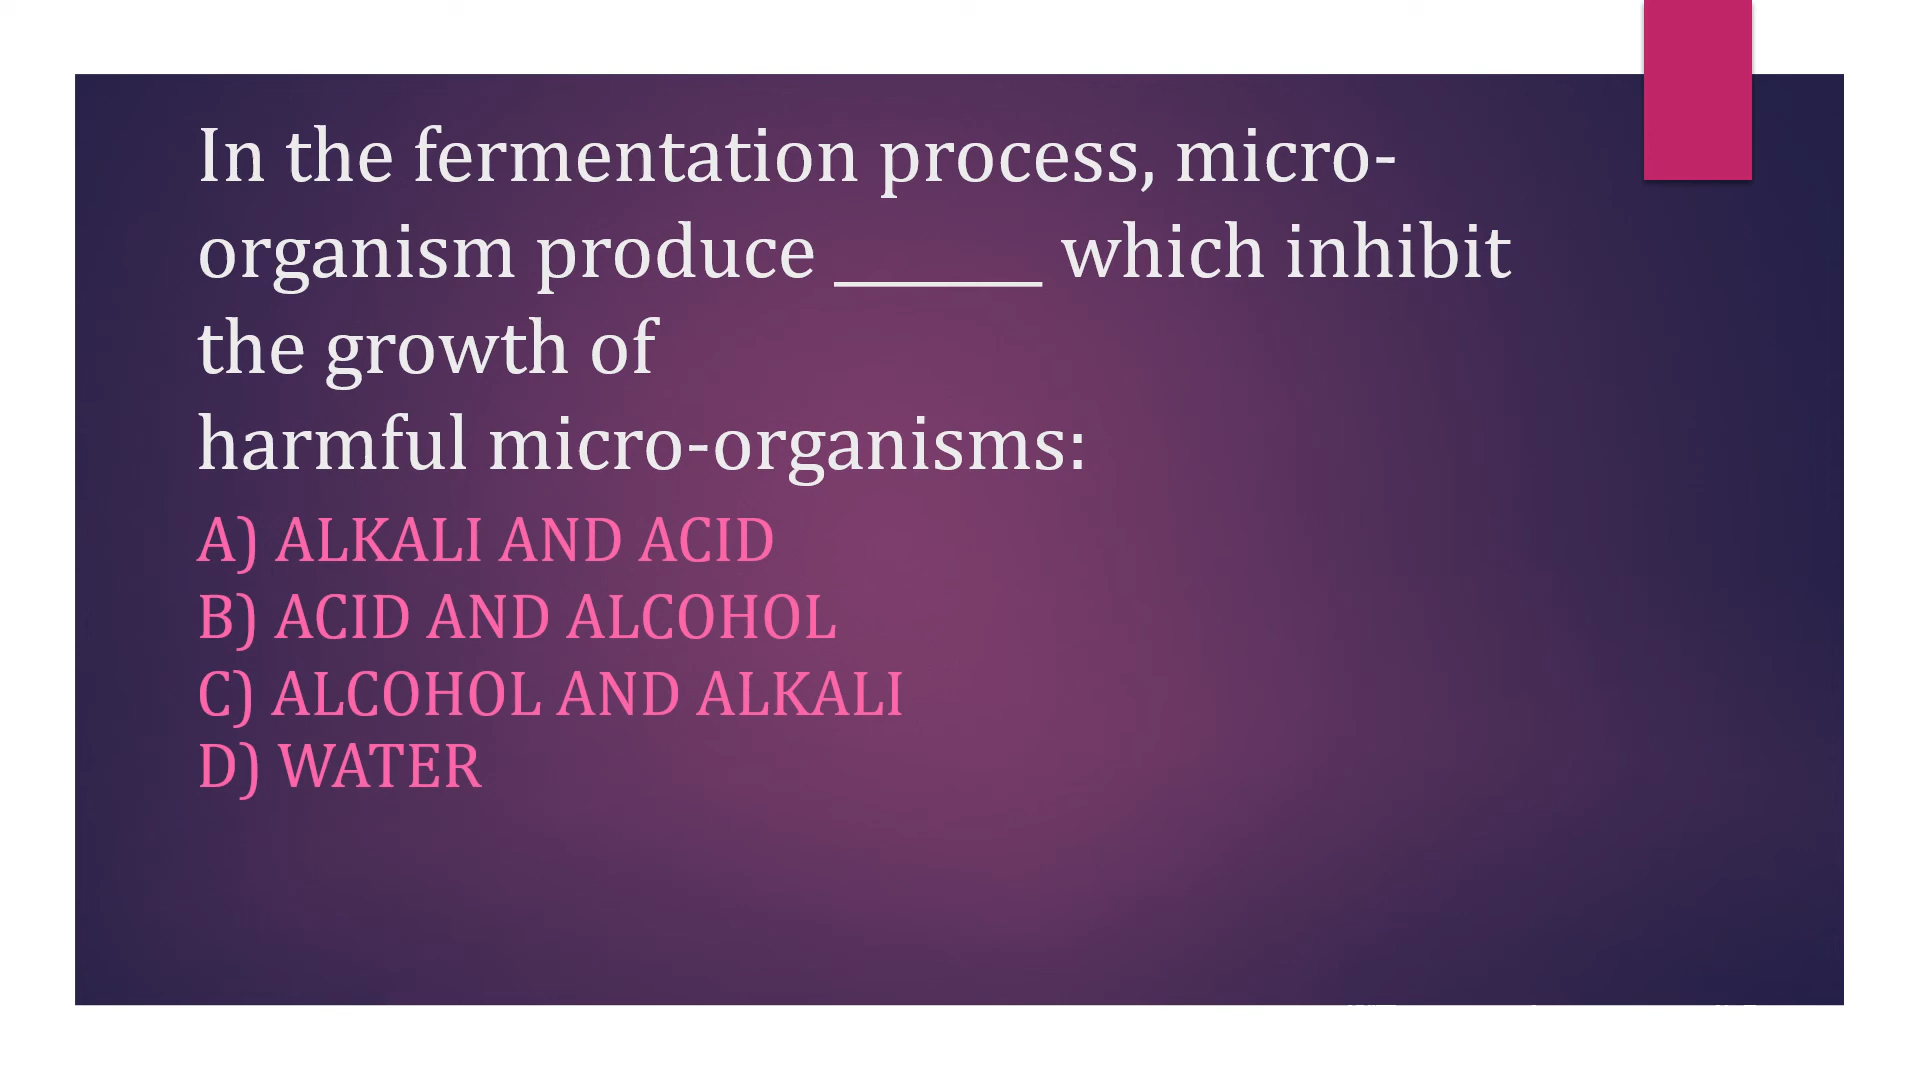 In the fermentation process, micro-
organism produce ______ which inhibit
the growth of
harmful micro-organisms:
A) ALKALI AND ACID
B) ACID AND ALCOHOL
C) ALCOHOL AND ALKALI
D) WATER